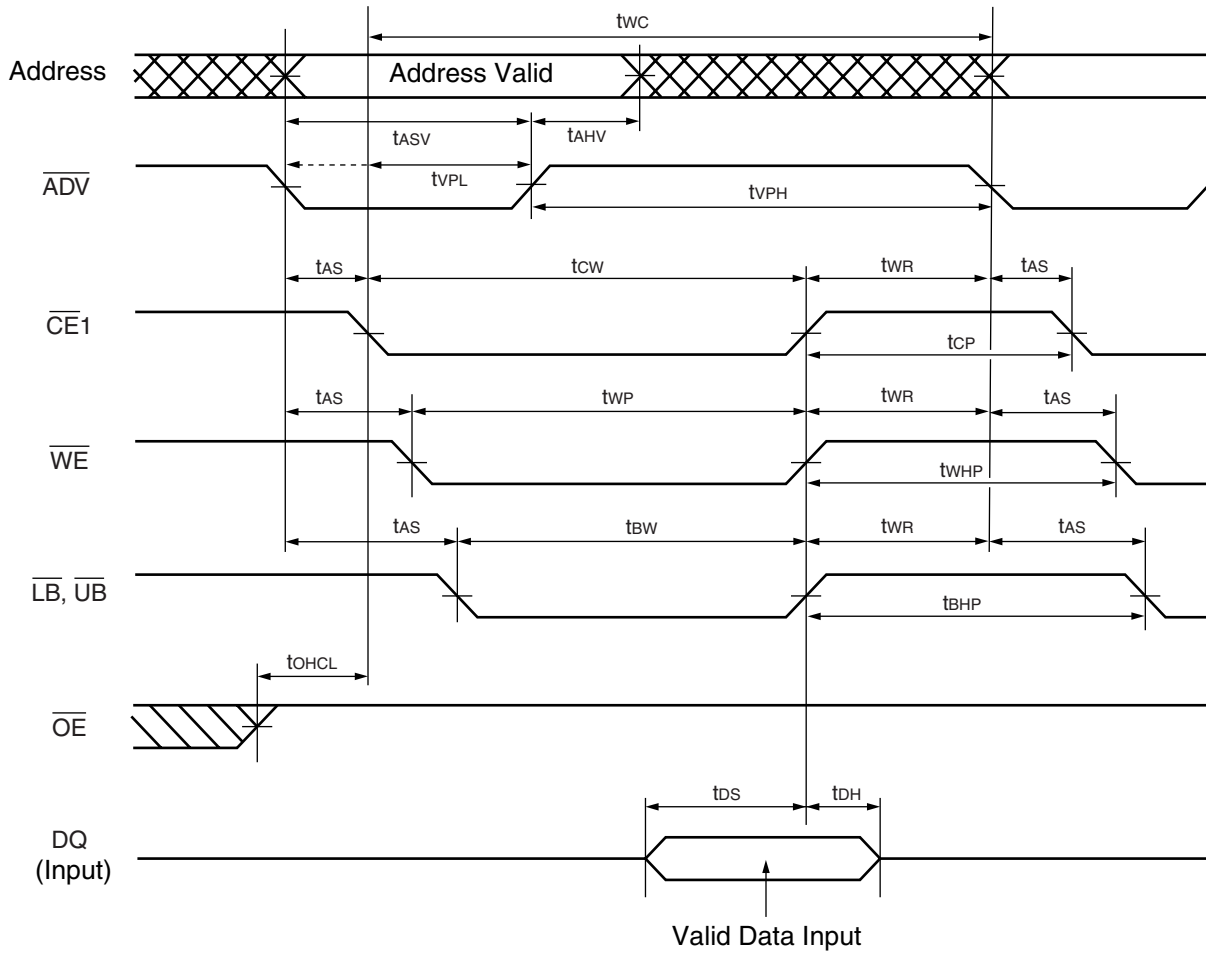 tWC
Address
Address Valid
tASV
tAHV
ADV
tVPL
tVPH
tAS
tCW
tWR
tAS
CE1
tCP
tAS
tWP
tWR
tAS
WE
tWHP
tAS
tBW
tWR
tAS
LB, UB
tBHP
tOHCL
OE
tDS
tDH
DQ
(Input)
Valid Data Input